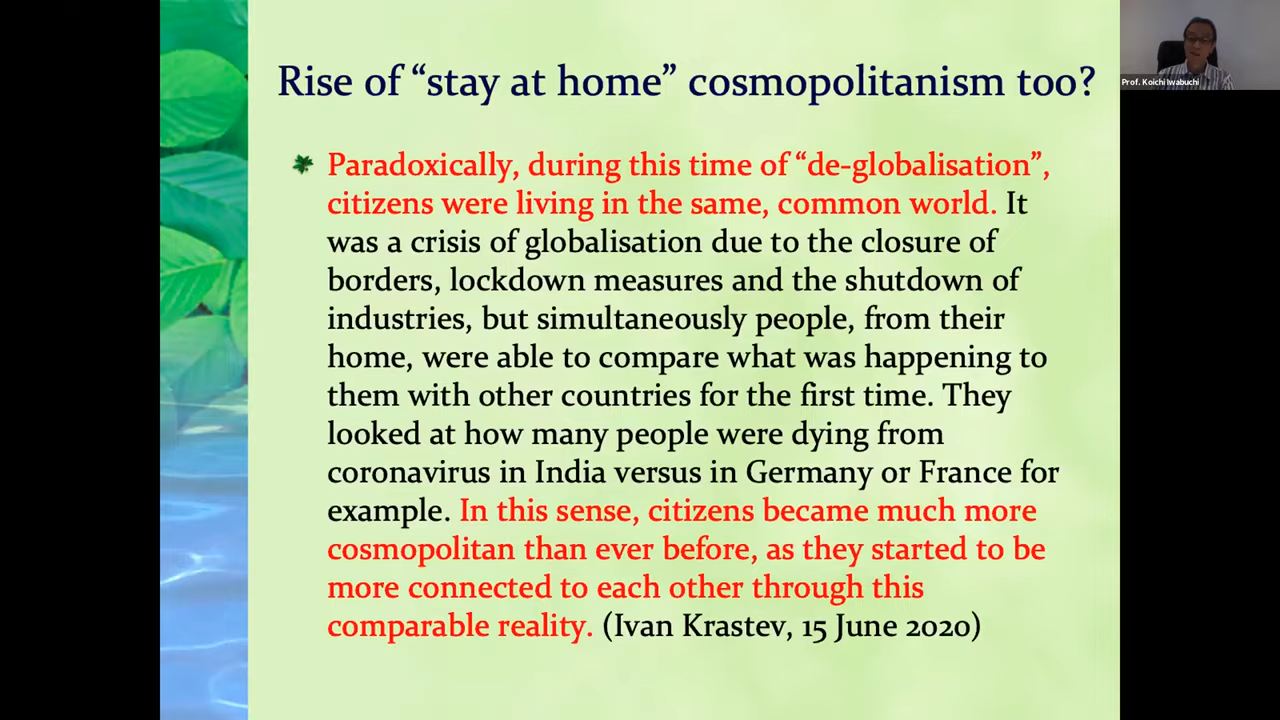 Rise of “stay at home” cosmopolitanism too?
Paradoxically, during this time of “de-globalisation”,
citizens were living in the same, common world. It
was a crisis of globalisation due to the closure of
borders, lockdown measures and the shutdown of
industries, but simultaneously people, from their
home, were able to compare what was happening to
them with other countries for the first time. They
looked at how many people were dying from
coronavirus in India versus in Germany or France for
example. In this sense, citizens became much more
cosmopolitan than ever before, as they started to be
more connected to each other through this
comparable reality. (Ivan Krastev, 15 June 2020)
Prof. Koichi Iwabuchi